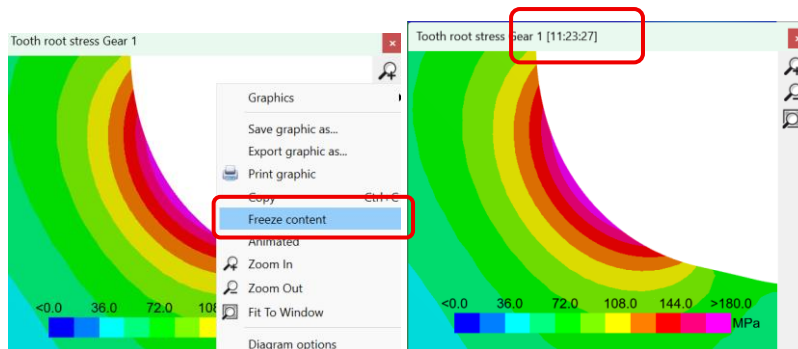 Tooth root stress Gear 1
Graphics
Save graphic as...
Export graphic as...
Print graphic
Copy Ctrl+C
Freeze content
Animated
Zoom In
Zoom Out
Fit To Window
Diagram options
<0.0 36.0 72.0 108
Tooth root stress Gear 1 [11:23:27]
<0.0 36.0 72.0 108.0 144.0 >180.0
MPa